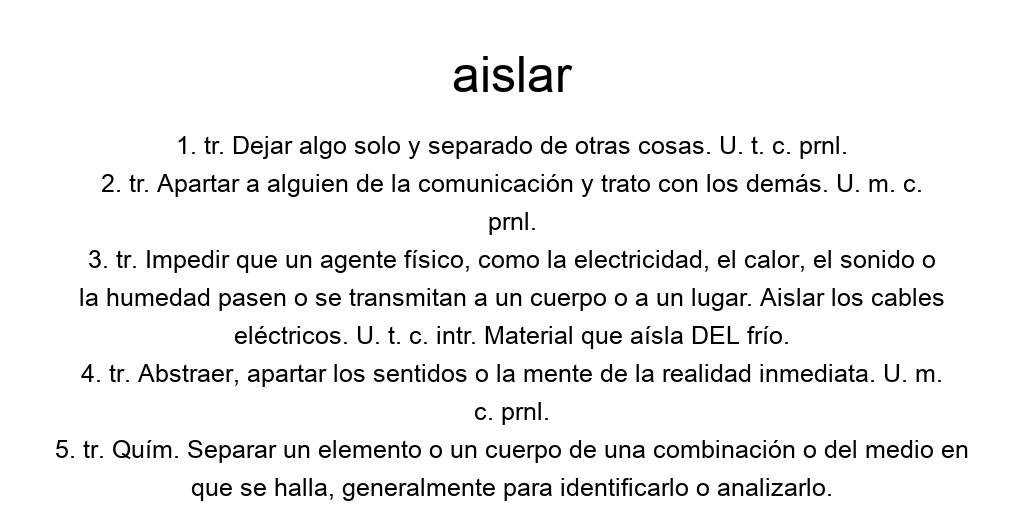 aislar
1. tr. Dejar algo solo y separado de otras cosas. U. t. c. prnl.
2. tr. Apartar a alguien de la comunicación y trato con los demás. U. m. c.
prnl.
3. tr. Impedir que un agente físico, como la electricidad, el calor, el sonido o
la humedad pasen o se transmitan a un cuerpo o a un lugar. Aislar los cables
eléctricos. U. t. c. intr. Material que aísla DEL frío.
4. tr. Abstraer, apartar los sentidos o la mente de la realidad inmediata. U. m.
c. prnl.
5. tr. Quím. Separar un elemento o un cuerpo de una combinación o del medio en
que se halla, generalmente para identificarlo o analizarlo.